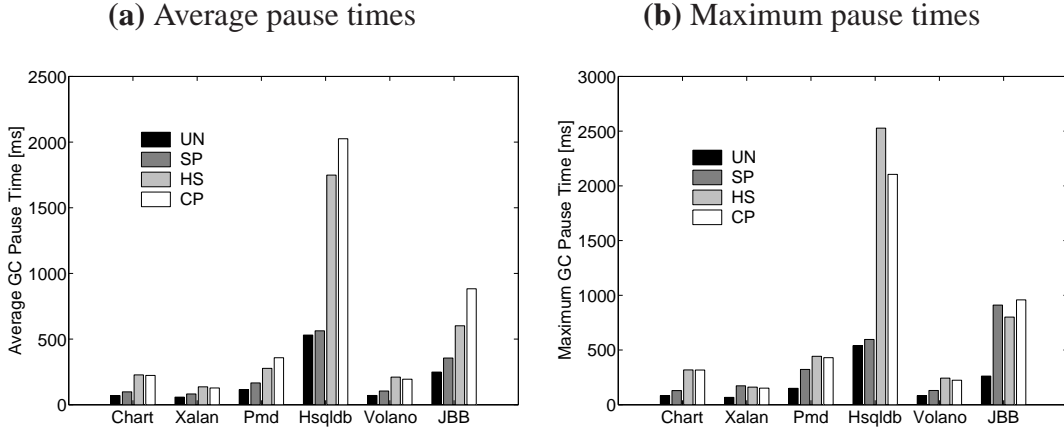 (a) Average pause times
2500
2000
1500
1000
500
0
Average GC Pause Time [ms]
UN
SP
HS
CP
Chart Xalan Pmd Hsqldb Volano JBB
(b) Maximum pause times
3000
2500
2000
1500
1000
500
0
Maximum GC Pause Time [ms]
UN
SP
HS
CP
Chart Xalan Pmd Hsqldb Volano JBB